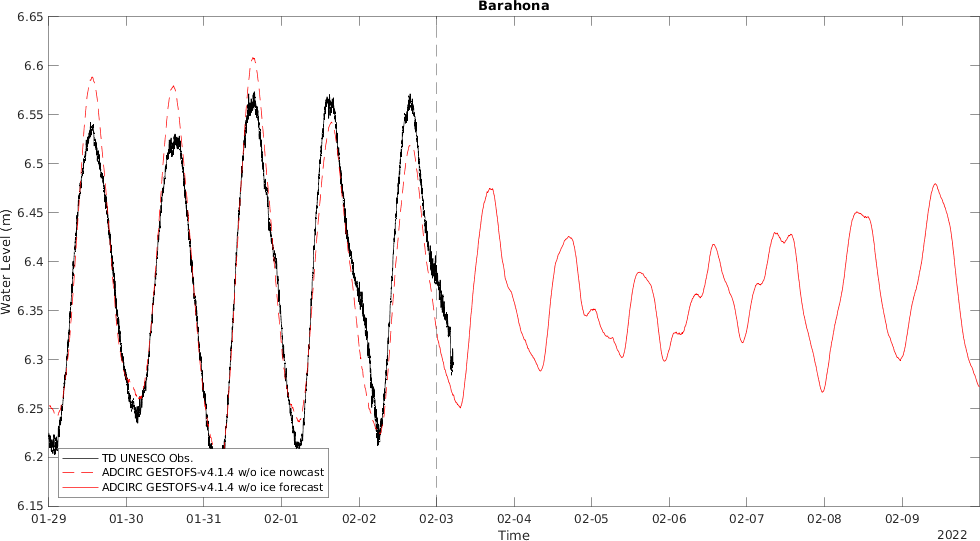 Barahona
6.65
6.6
6.55
6.5
6.45
6.4
6.35
6.3
6.25
6.2
6.15
Water Level (m)
TD UNESCO Obs.
ADCIRC GESTOFS-v4.1.4 w/o ice nowcast
ADCIRC GESTOFS-v4.1.4 w/o ice forecast
01-29 01-30 01-31 02-01 02-02 02-03 02-04 02-05 02-06 02-07 02-08 02-09
Time
2022